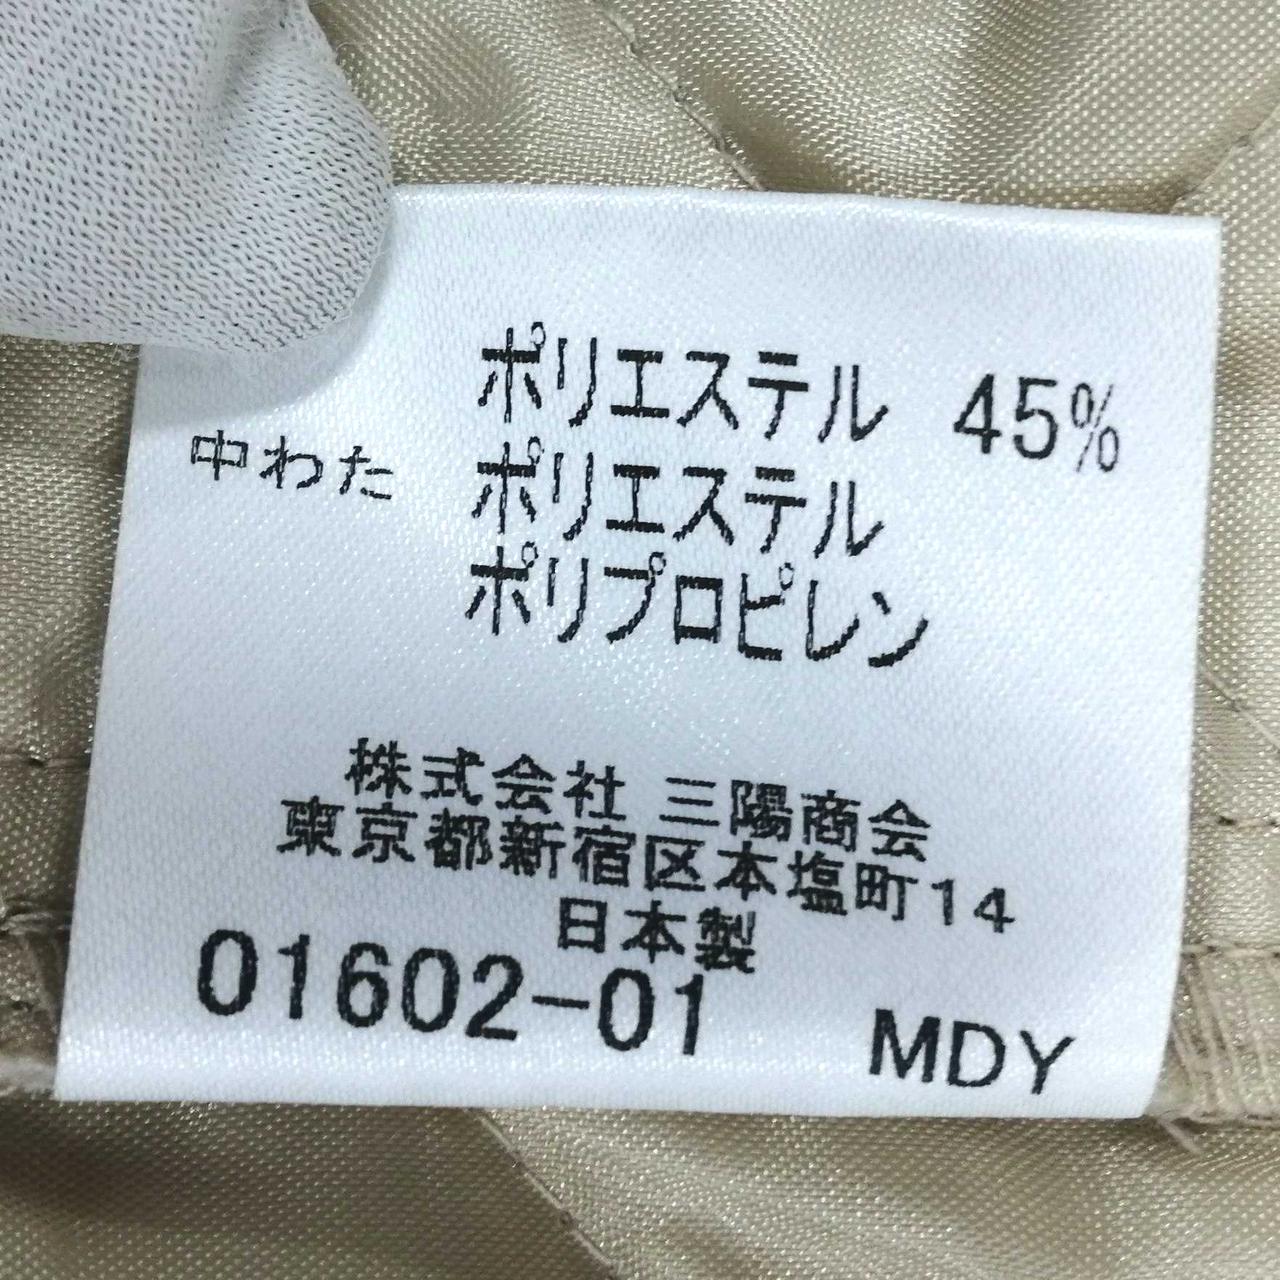 ポリエステル 45%
中わた ポリエステル
ポリプロピレン
株式会社 三陽商会
東京都新宿区本塩町14
日本製
01602-01 MDY